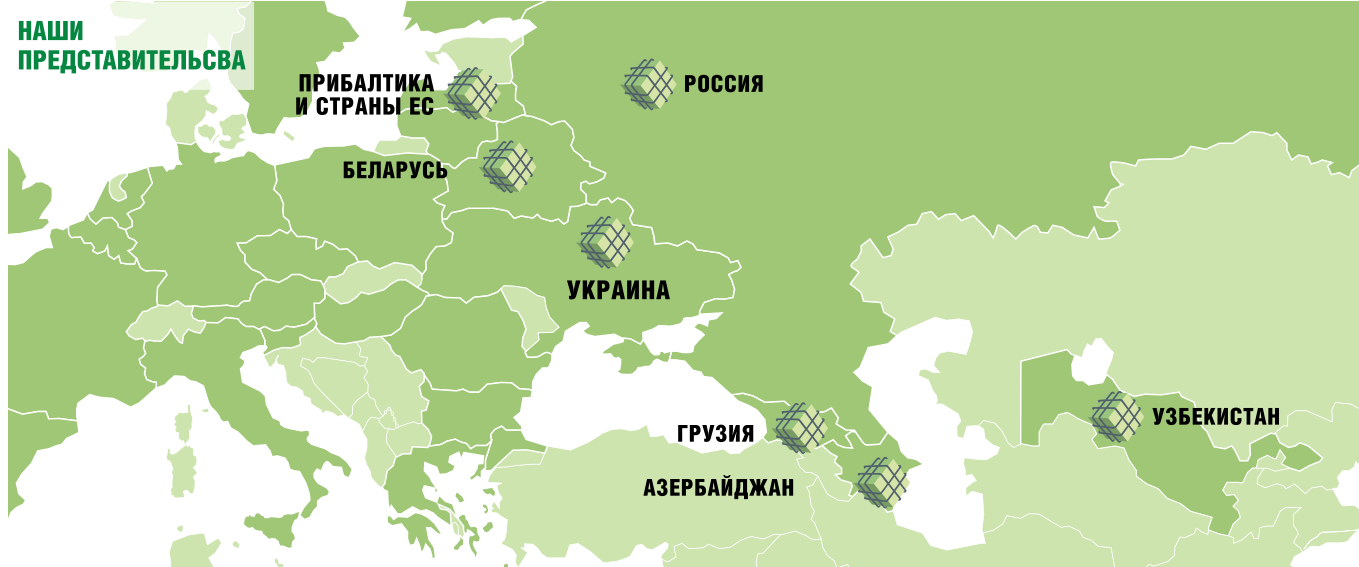 НАШИ
ПРЕДСТАВИТЕЛЬСВА
ПРИБАЛТИКА
И СТРАНЫ ЕС
РОССИЯ
БЕЛАРУСЬ
УКРАИНА
ГРУЗИЯ
УЗБЕКИСТАН
АЗЕРБАЙДЖАН